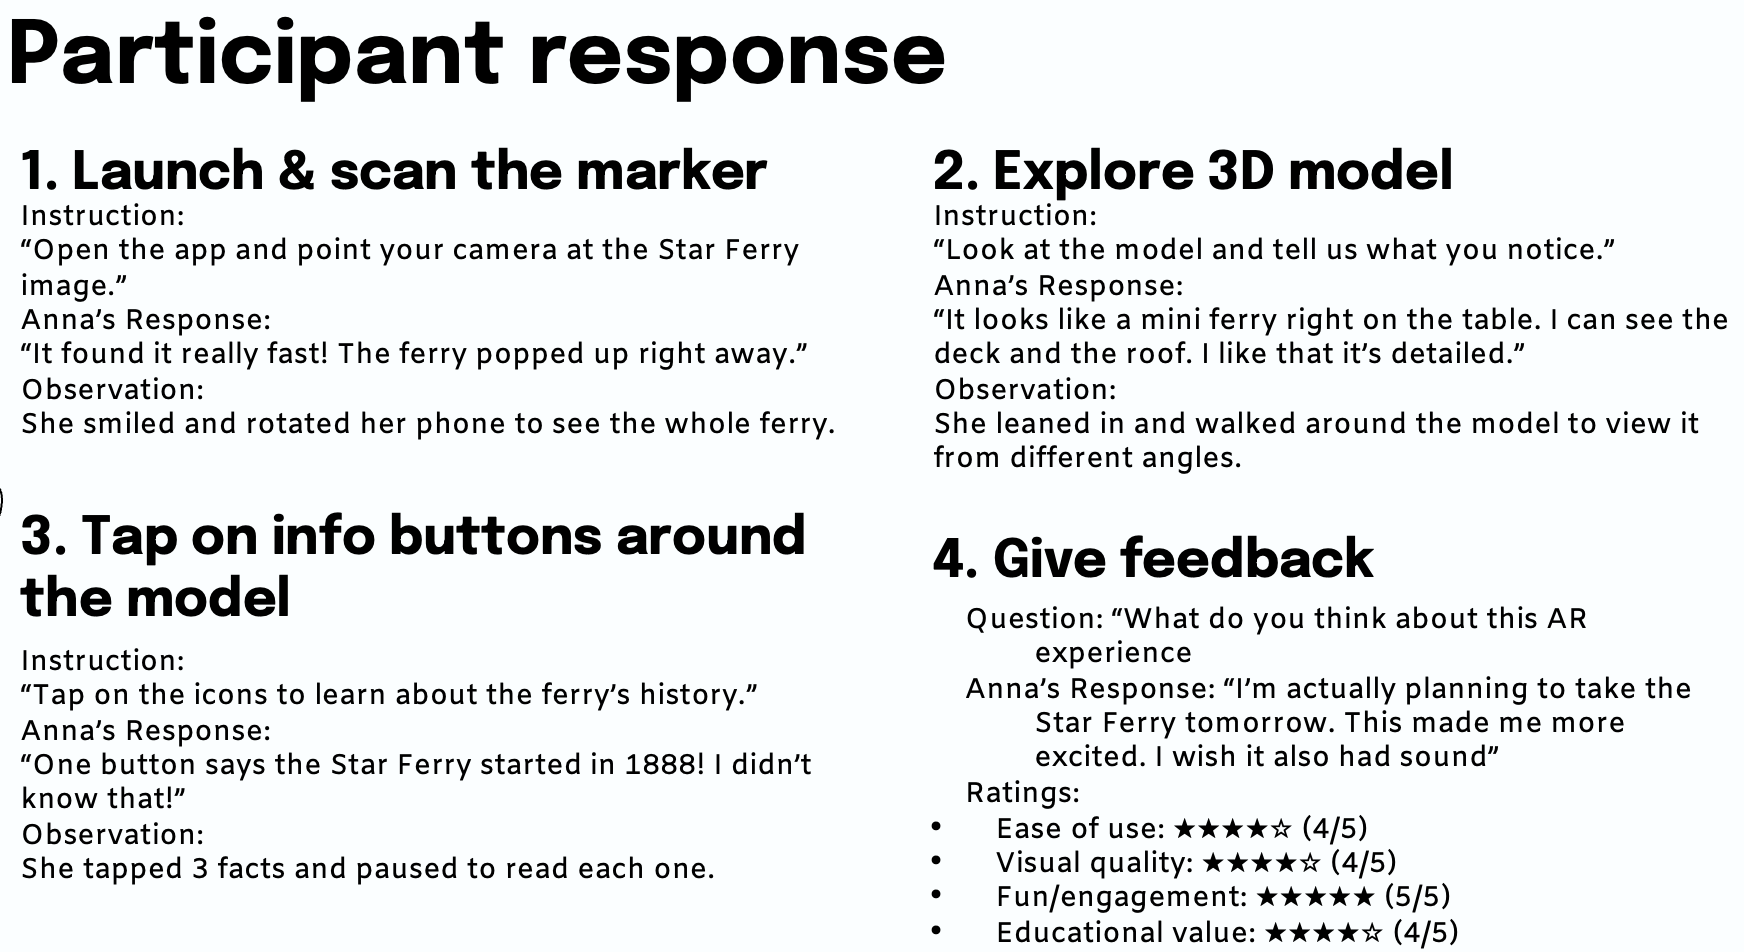 Participant response
1. Launch & scan the marker
Instruction:
“Open the app and point your camera at the Star Ferry
image.”
Anna’s Response:
“It found it really fast! The ferry popped up right away.”
Observation:
She smiled and rotated her phone to see the whole ferry.
2. Explore 3D model
Instruction:
“Look at the model and tell us what you notice.”
Anna’s Response:
“It looks like a mini ferry right on the table. I can see the
deck and the roof. I like that it’s detailed.”
Observation:
She leaned in and walked around the model to view it
from different angles.
3. Tap on info buttons around
the model
Instruction:
“Tap on the icons to learn about the ferry’s history.”
Anna’s Response:
“One button says the Star Ferry started in 1888! I didn’t
know that!”
Observation:
She tapped 3 facts and paused to read each one.
4. Give feedback
Question: “What do you think about this AR
experience
Anna’s Response: “I’m actually planning to take the
Star Ferry tomorrow. This made me more
excited. I wish it also had sound”
Ratings:
• Ease of use: ★★★★☆ (4/5)
• Visual quality: ★★★★☆ (4/5)
• Fun/engagement: ★★★★★ (5/5)
• Educational value: ★★★★☆ (4/5)